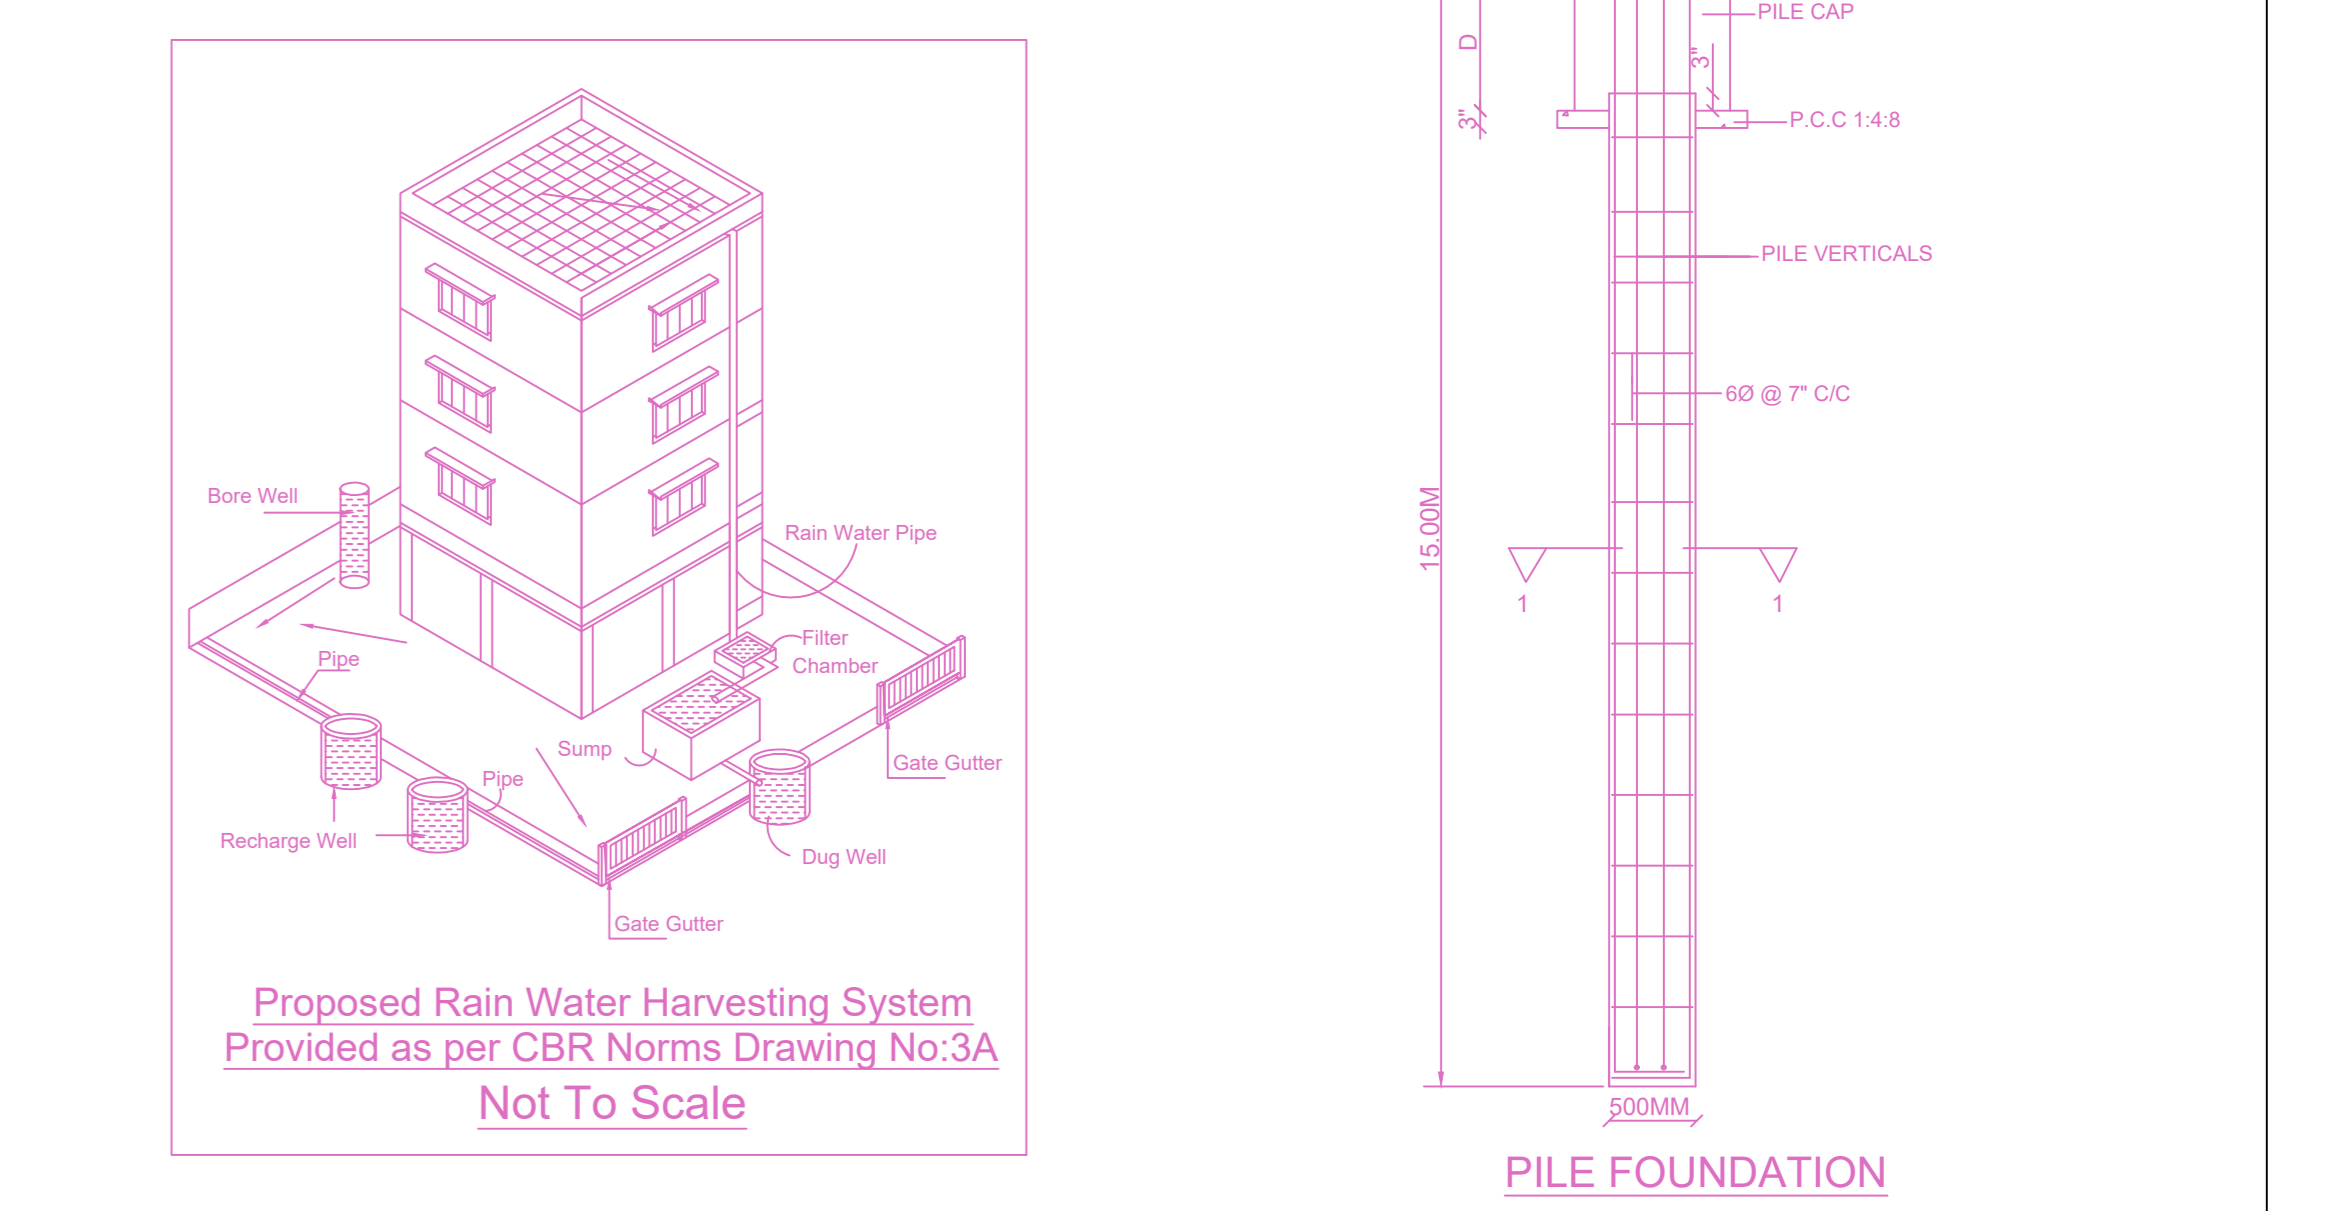 Bore Well
Rain Water Pipe
Filter
Chamber
Pipe
Sump
Gate Gutter
Pipe
Recharge Well
Dug Well
Gate Gutter
Proposed Rain Water Harvesting System
Provided as per CBR Norms Drawing No:3A
Not To Scale
PILE CAP
D
3"
3"
P.C.C 1:4:8
PILE VERTICALS
6Ø @ 7" C/C
15.00M
1
1
500MM
PILE FOUNDATION